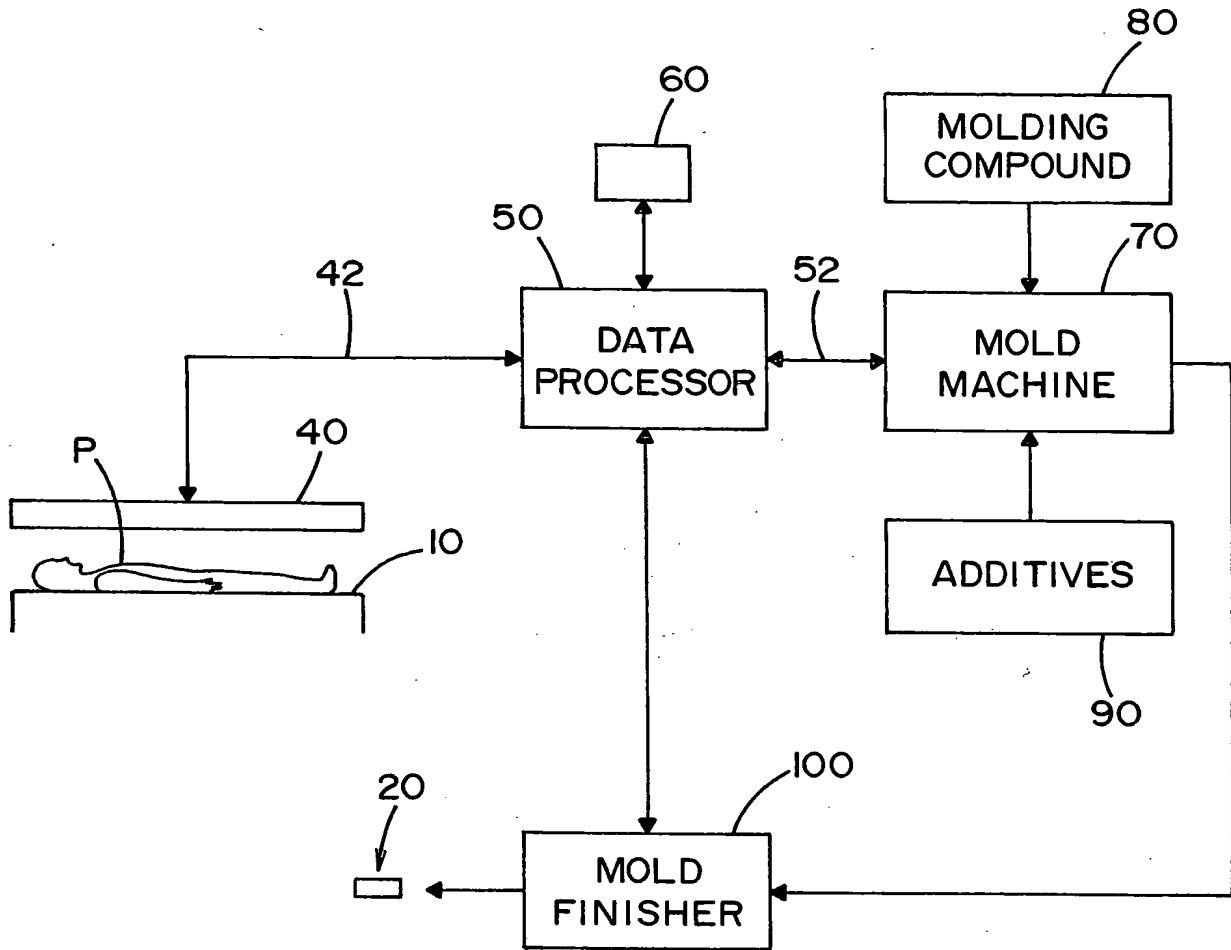 80
60
MOLDING
COMPOUND
50
70
42
52
DATA
PROCESSOR
MOLD
MACHINE
40
P
10
ADDITIVES
90
100
20
MOLD
FINISHER